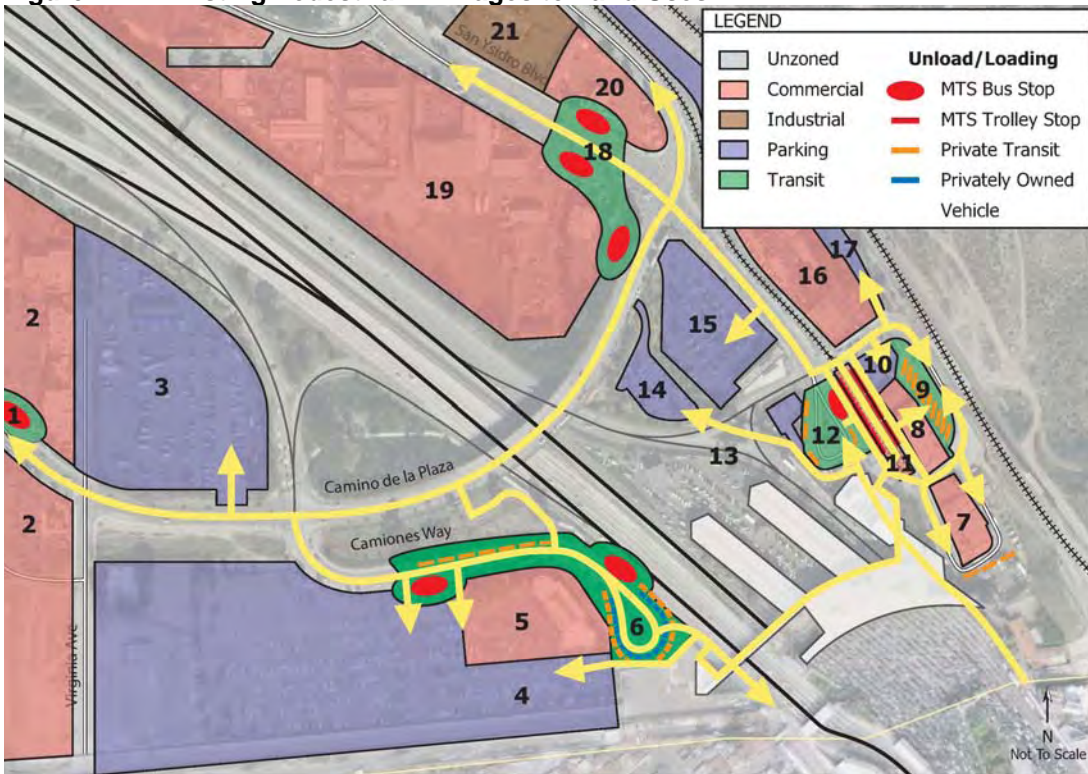 LEGEND
Unzoned
Commercial
Industrial
Parking
Transit
Unload/Loading
MTS Bus Stop
MTS Trolley Stop
Private Transit
Privately Owned
Vehicle
21
San Ysidro Blvd
20
18
19
17
16
2
3
15
10
14
9
1
8
12
13
11
Camino de la Plaza
2
7
Camiones Way
5
6
Virginia Ave
4
N
Not To Scale